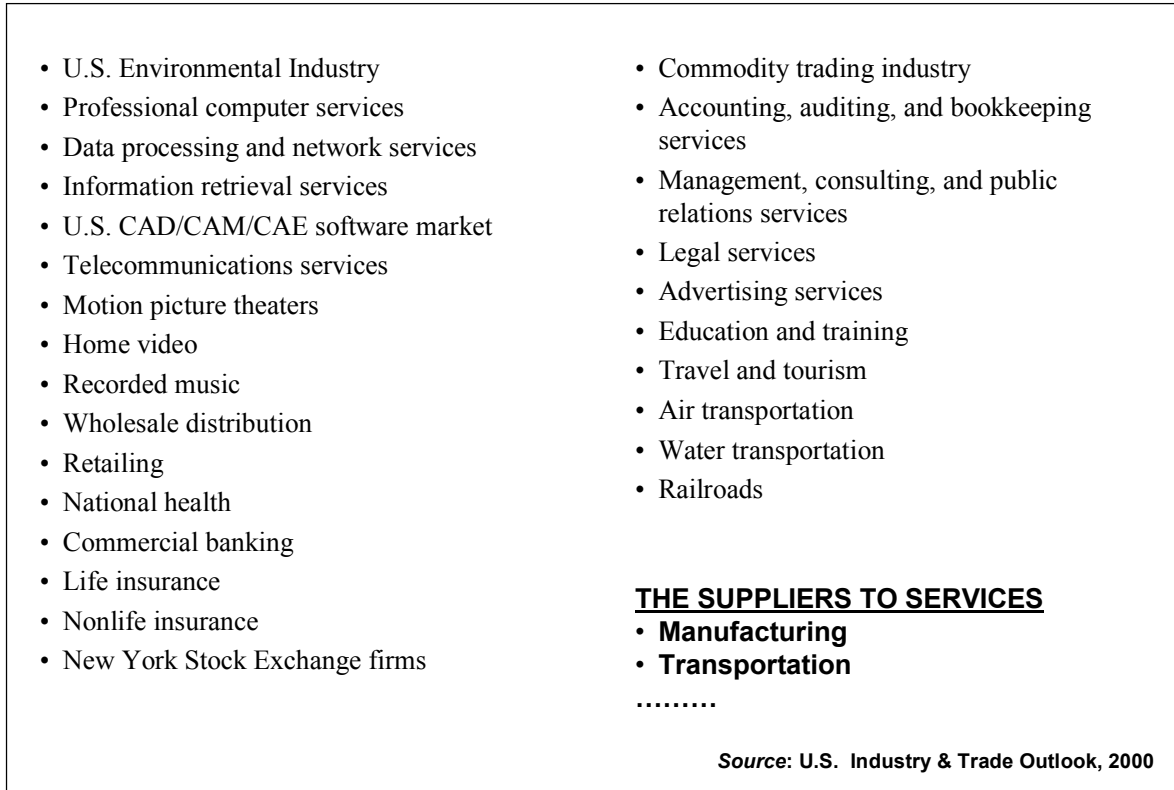 • U.S. Environmental Industry
• Professional computer services
• Data processing and network services
• Information retrieval services
• U.S. CAD/CAM/CAE software market
• Telecommunications services
• Motion picture theaters
• Home video
• Recorded music
• Wholesale distribution
• Retailing
• National health
• Commercial banking
• Life insurance
• Nonlife insurance
• New York Stock Exchange firms
• Commodity trading industry
• Accounting, auditing, and bookkeeping
services
• Management, consulting, and public
relations services
• Legal services
• Advertising services
• Education and training
• Travel and tourism
• Air transportation
• Water transportation
• Railroads
THE SUPPLIERS TO SERVICES
• Manufacturing
• Transportation
………
Source: U.S. Industry & Trade Outlook, 2000